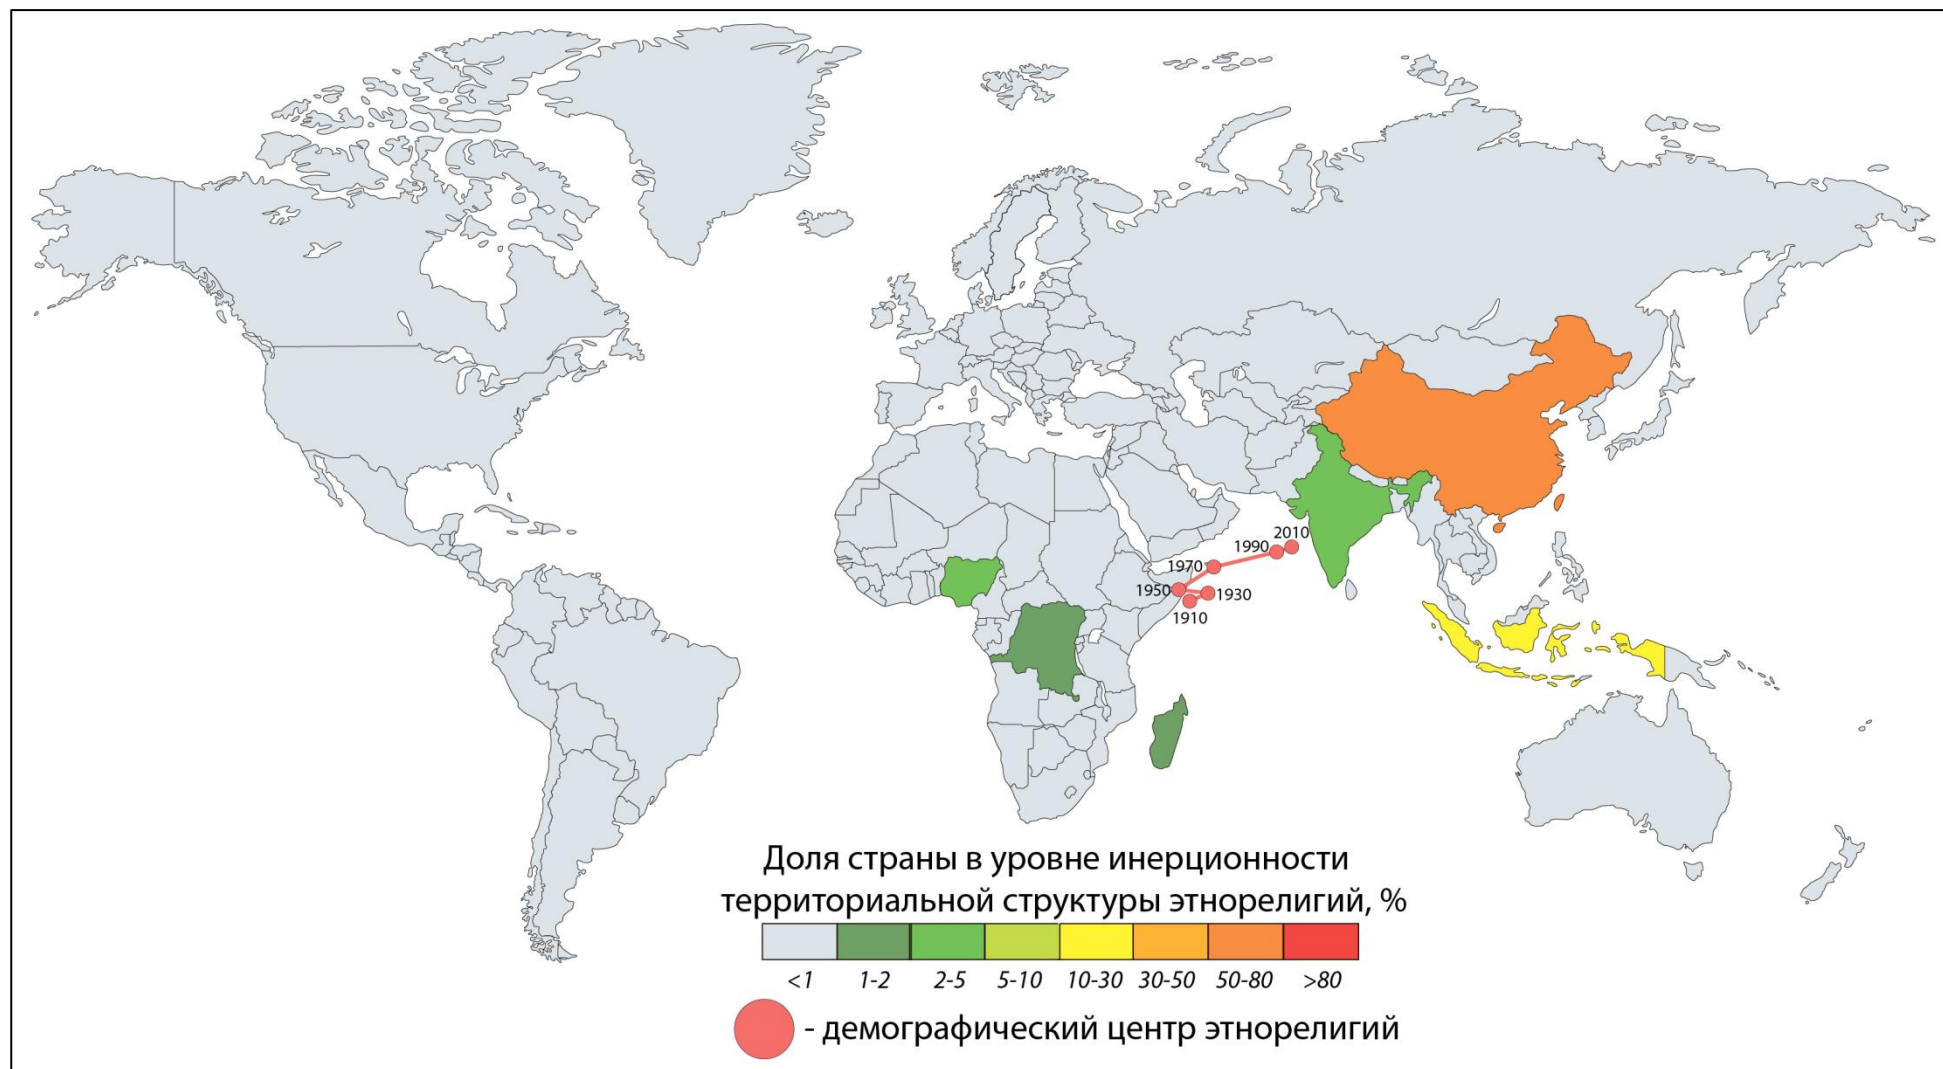 2010
1990
1970
1950
1930
1910
Доля страны в уровне инерционности
территориальной структуры этнорелигий, %
<1 1-2 2-5 5-10 10-30 30-50 50-80 >80
- демографический центр этнорелигий